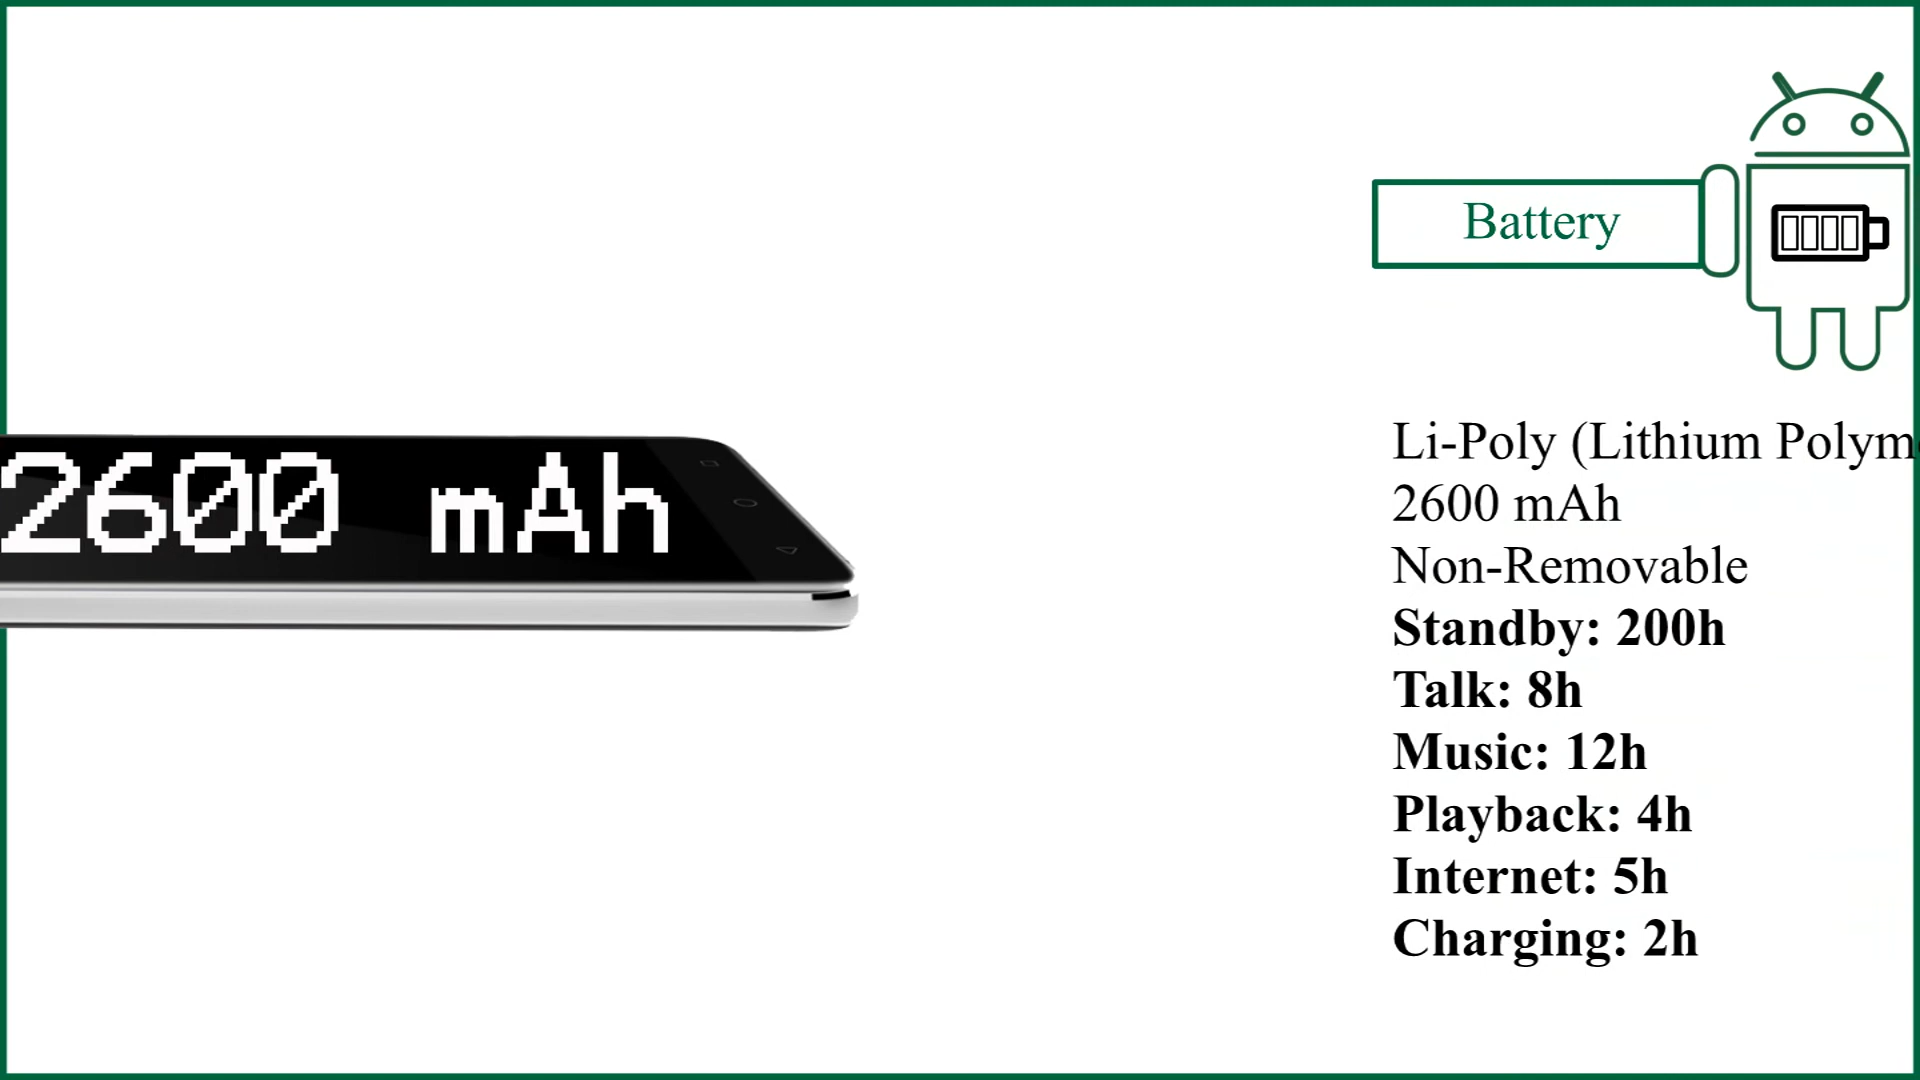 Battery
2600 mAh
Li-Poly (Lithium Polym
2600 mAh
Non-Removable
Standby: 200h
Talk: 8h
Music: 12h
Playback: 4h
Internet: 5h
Charging: 2h